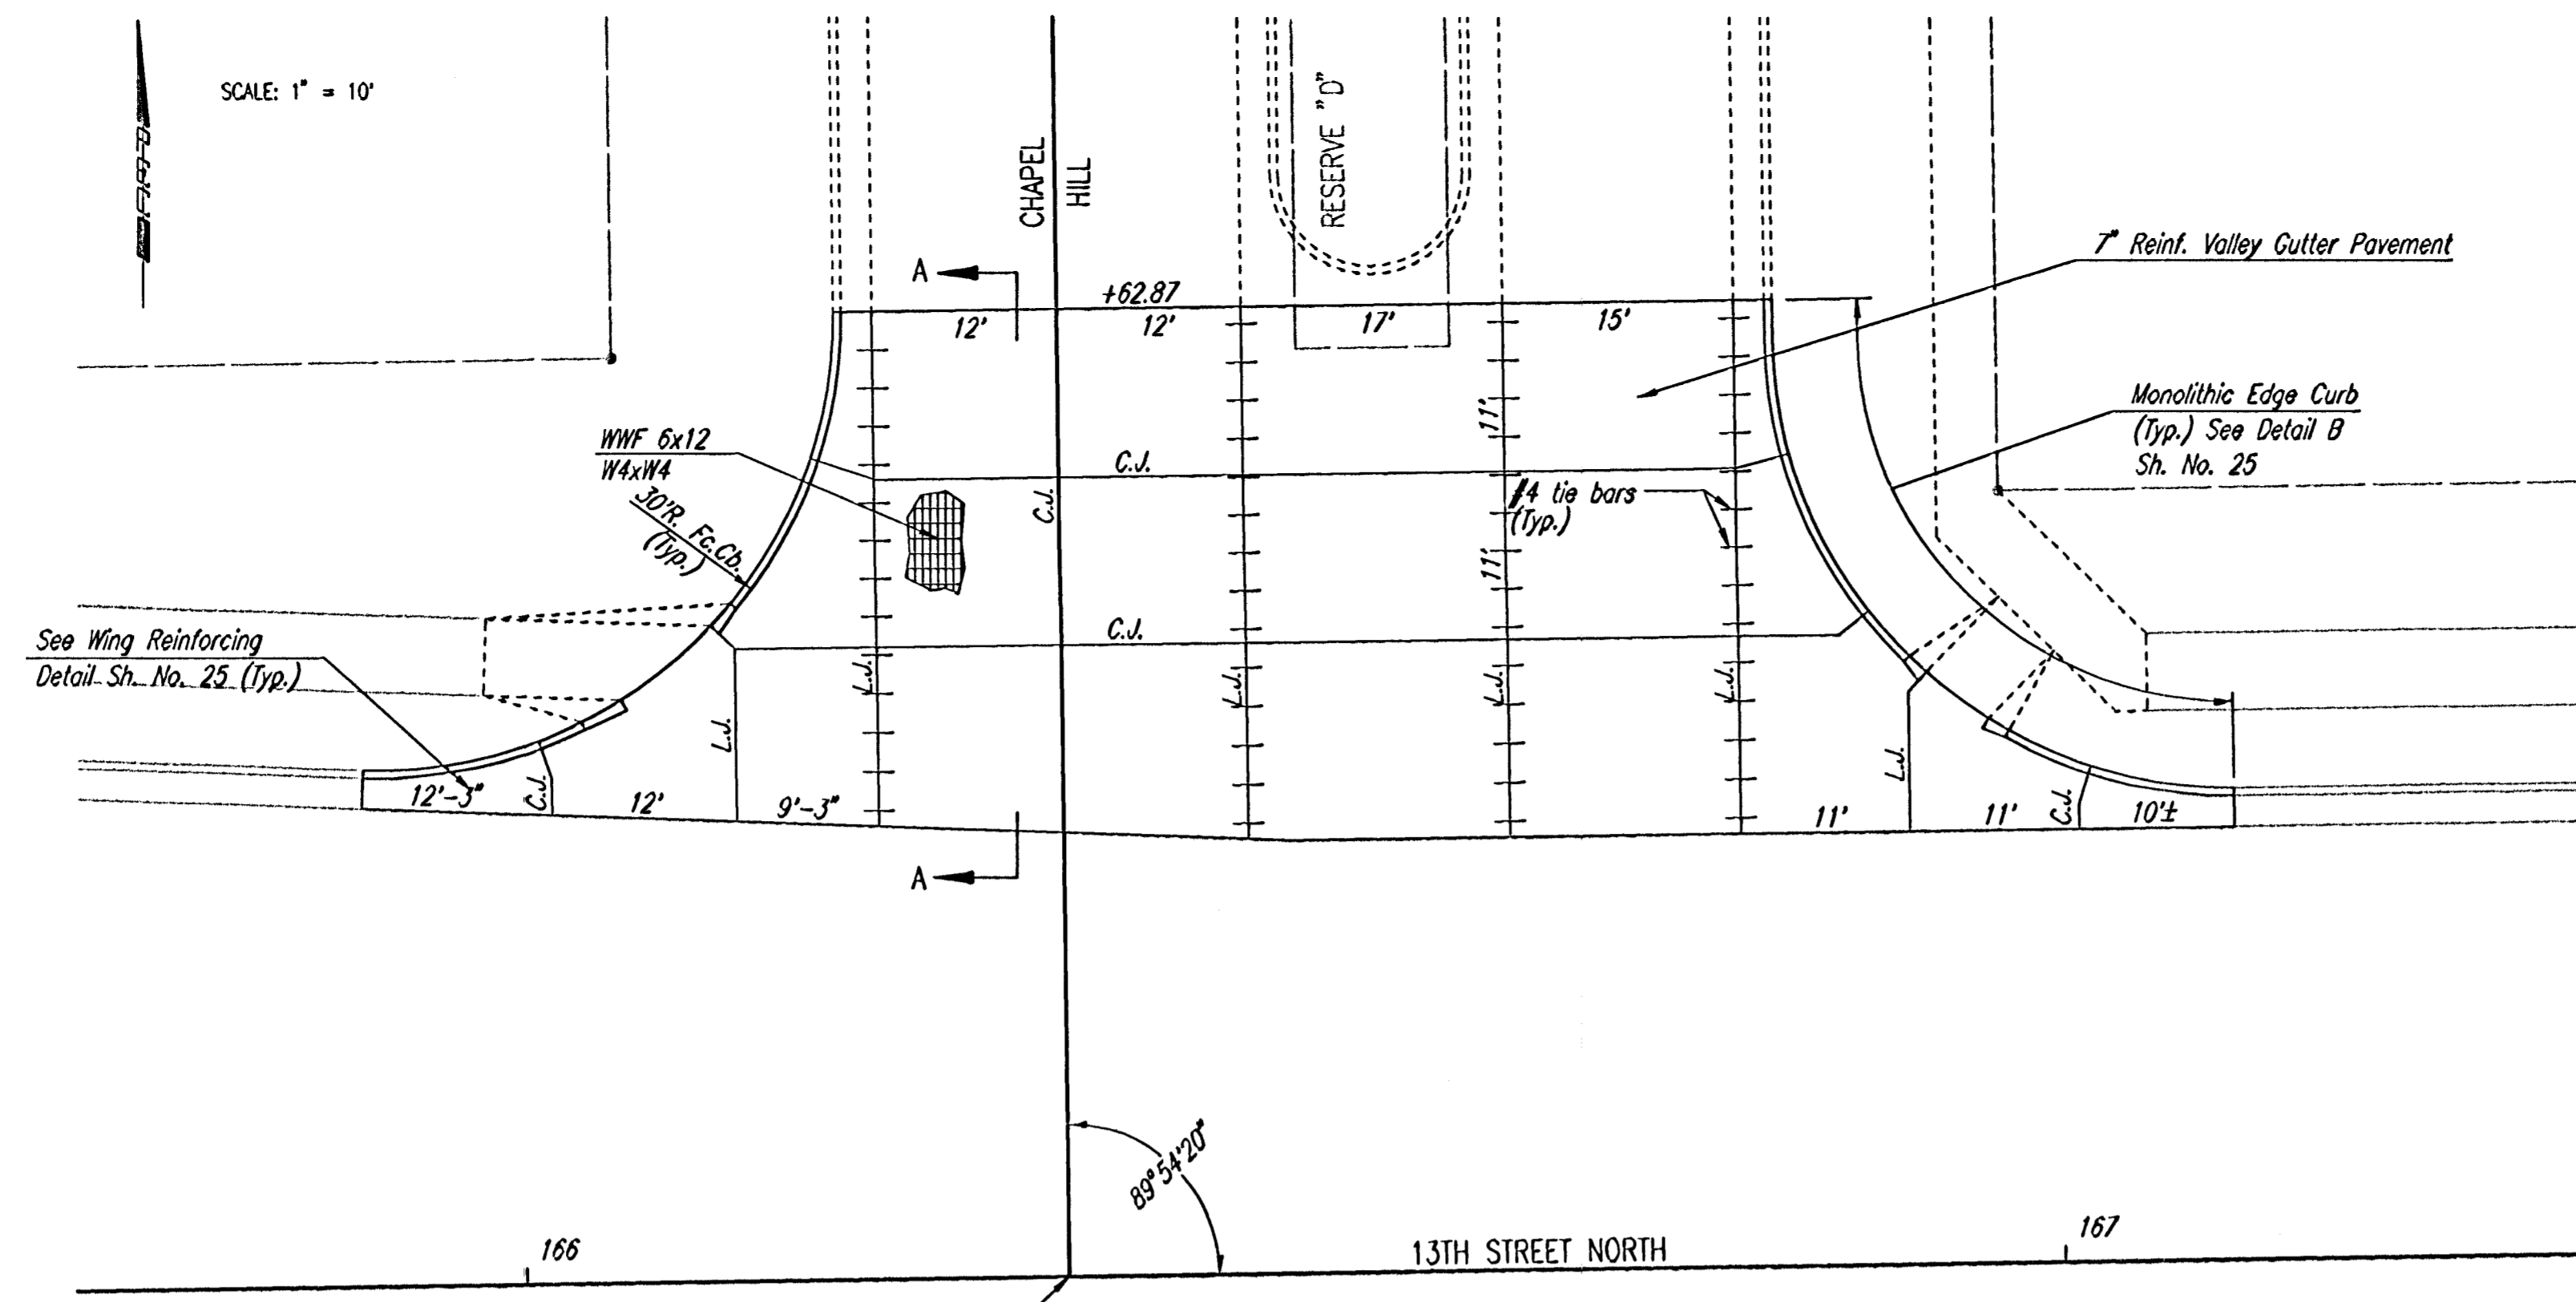 SCALE: 1" = 10'
CHAPEL
HILL
RESERVE "D"
7" Reinf. Valley Gutter Pavement
A
+62.87
12'
12'
17'
15'
Monolithic Edge Curb
(Typ.) See Detail B
Sh. No. 25
WWF 6x12
W4xW4
11'
C.J.
30'R. Fc.Cb.
(Typ.)
C.J.
#4 tie bars
(Typ.)
11'
C.J.
See Wing Reinforcing
Detail Sh. No. 25 (Typ.)
L.J.
L.J.
L.J.
L.J.
L.J.
L.J.
12'-3"
C.J.
12'
9'-3"
11'
11'
C.J.
10'±
A
89°54'20"
166
13TH STREET NORTH
167